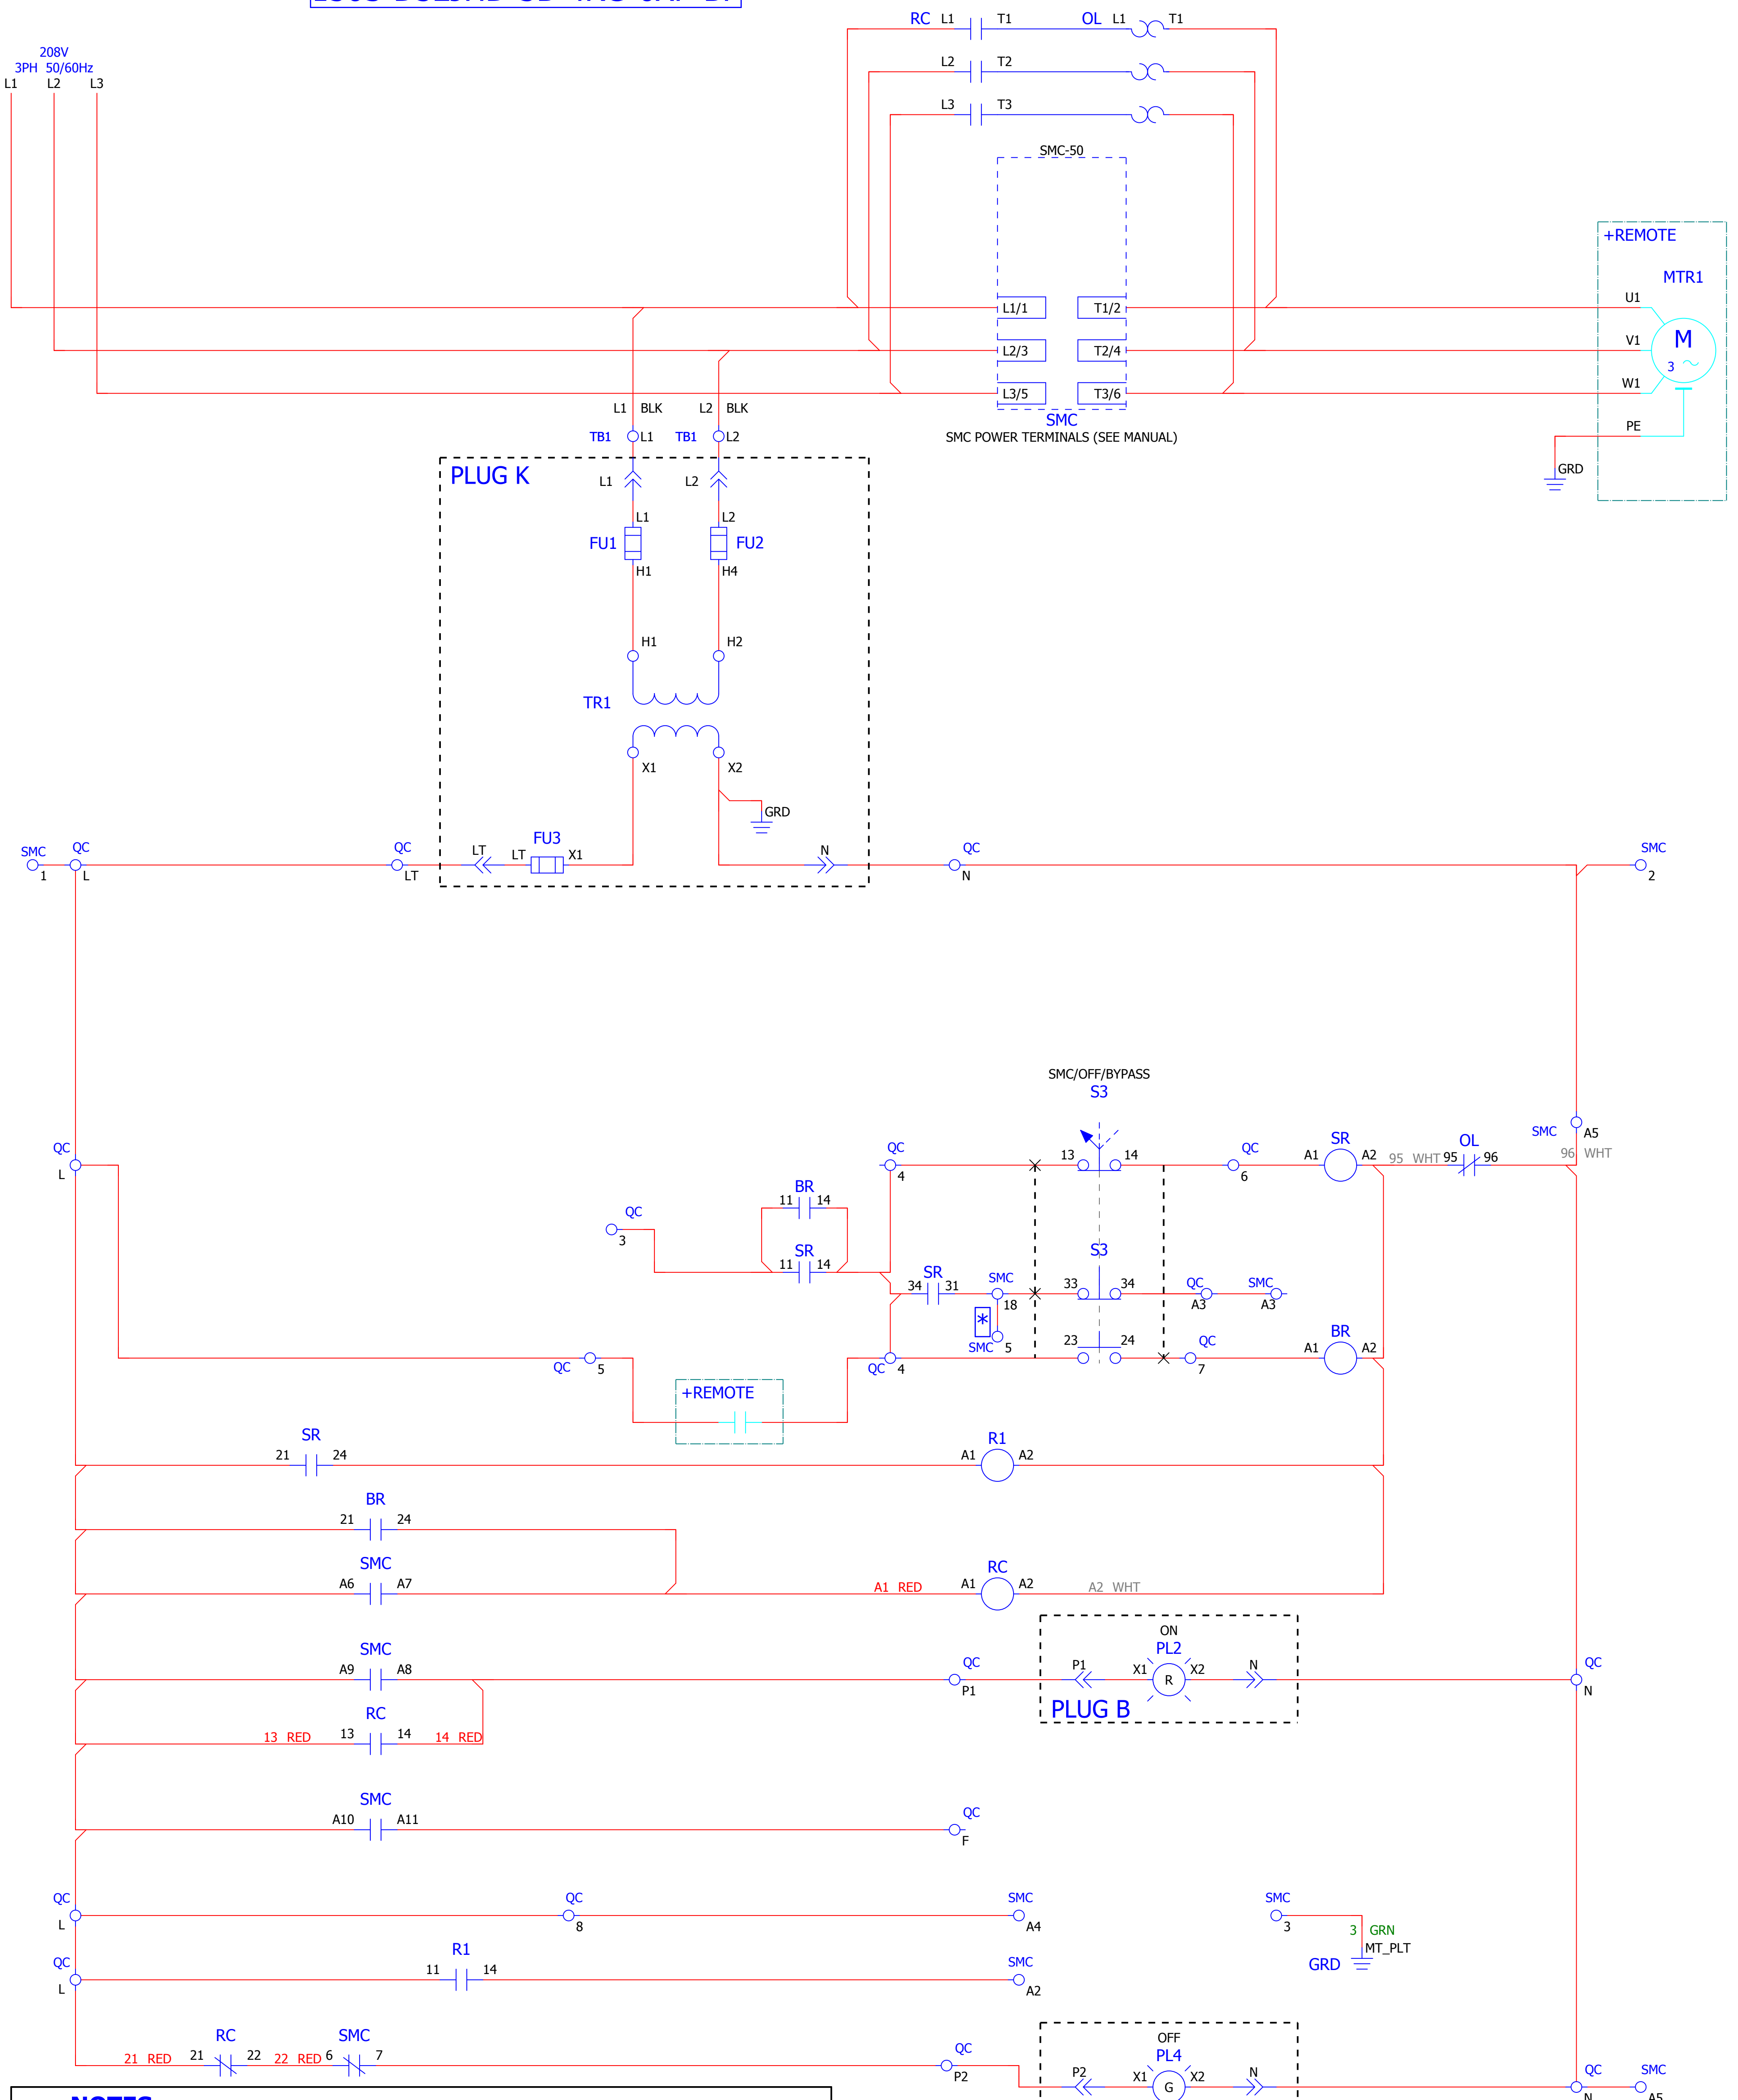 RC L1 T1 OL L1 T1
208V
3PH 50/60Hz
L1 L2 L3
L2 T2
L3 T3
SMC-50
+REMOTE
MTR1
L1/1 T1/2 U1
M
3
L2/3 T2/4 V1
L3/5 T3/6 W1
L1 BLK L2 BLK
SMC
PE
TB1 L1 TB1 L2
SMC POWER TERMINALS (SEE MANUAL)
GRD
PLUG K
L1 L2
L1 L2
FU1 FU2
H1 H4
H1 H2
TR1
X1 X2
GRD
FU3
SMC QC QC LT LT X1 N QC SMC
1 L LT N 2
SMC/OFF/BYPASS
S3
SMC A5
QC QC 13 14 QC SR OL
L 4 6 A1 A2 95 WHT 95 96 96 WHT
BR
11 14
QC
3
SR S3
11 14
SR SMC 33 34 QC SMC
34 31 18 A3 A3
*
SMC 5
23 24 QC BR
QC 5 QC 4 7 A1 A2
+REMOTE
SR R1
21 24 A1 A2
BR
21 24
SMC RC
A6 A7 A1 RED A1 A2 A2 WHT
ON
SMC PL2
A9 A8 QC P1 X1 R X2 N QC
P1 N
PLUG B
RC
13 RED 13 14 14 RED
SMC
A10 A11 QC
F
QC QC SMC SMC
L 8 A4 3
3 GRN
MT_PLT
GRD
QC R1 SMC
L 11 14 A2
OFF
RC SMC PL4
21 RED 21 22 22 RED 6 7 QC
P2 P2 X1 G X2 N QC SMC
N A5
NOTES